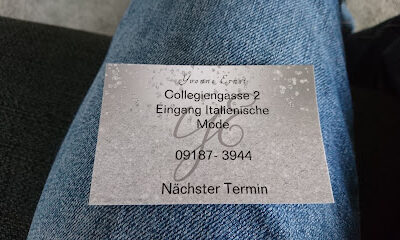 Yvonne Ernst
Collegiengasse 2
Eingang Italienische
Mode
09187- 3944
Nächster Termin